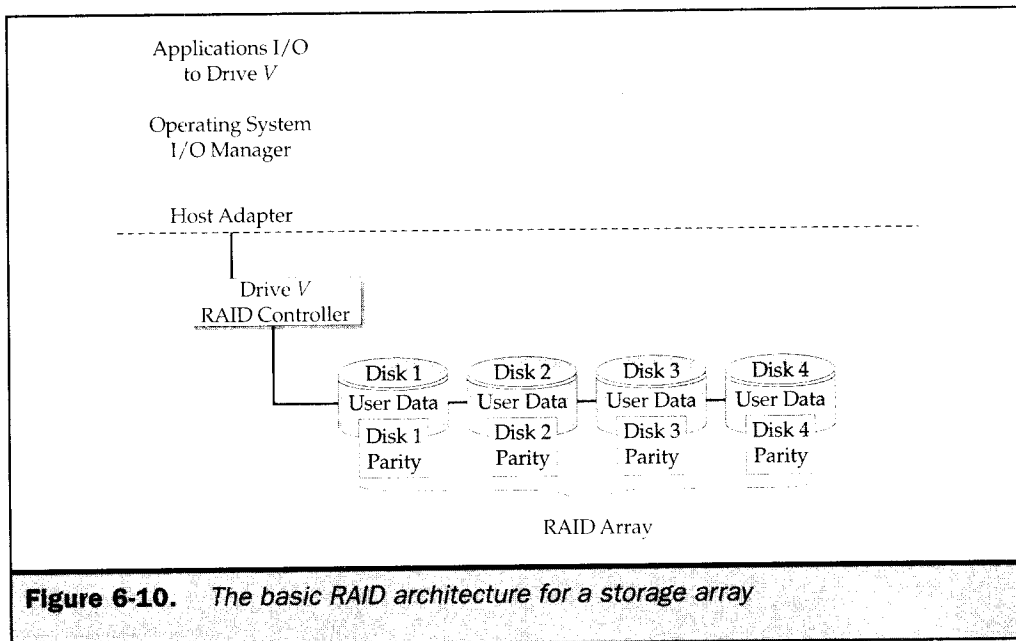 Applications I/O
to Drive V
Operating System
I/O Manager
Host Adapter
Drive V
RAID Controller
Disk 1 Disk 2 Disk 3 Disk 4
User Data User Data User Data User Data
Disk 1 Disk 2 Disk 3 Disk 4
Parity Parity Parity Parity
RAID Array
Figure 6-10. The basic RAID architecture for a storage array